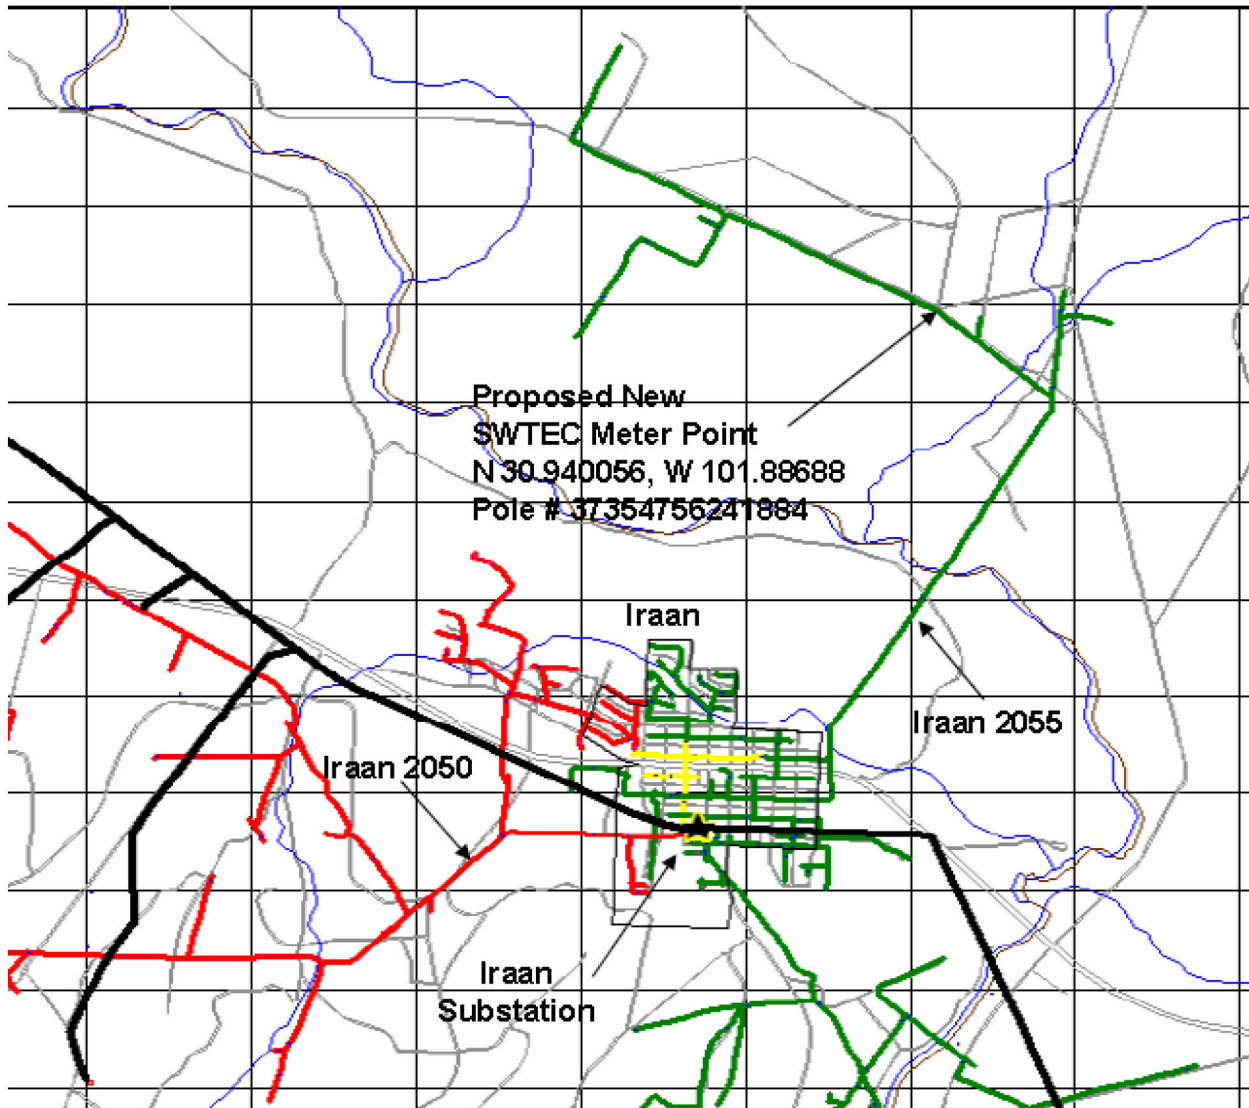 Proposed New
SWTEC Meter Point
N 30.940056, W 101.88688
Pole # 37354756241884
Iraan
Iraan 2055
Iraan 2050
Iraan
Substation